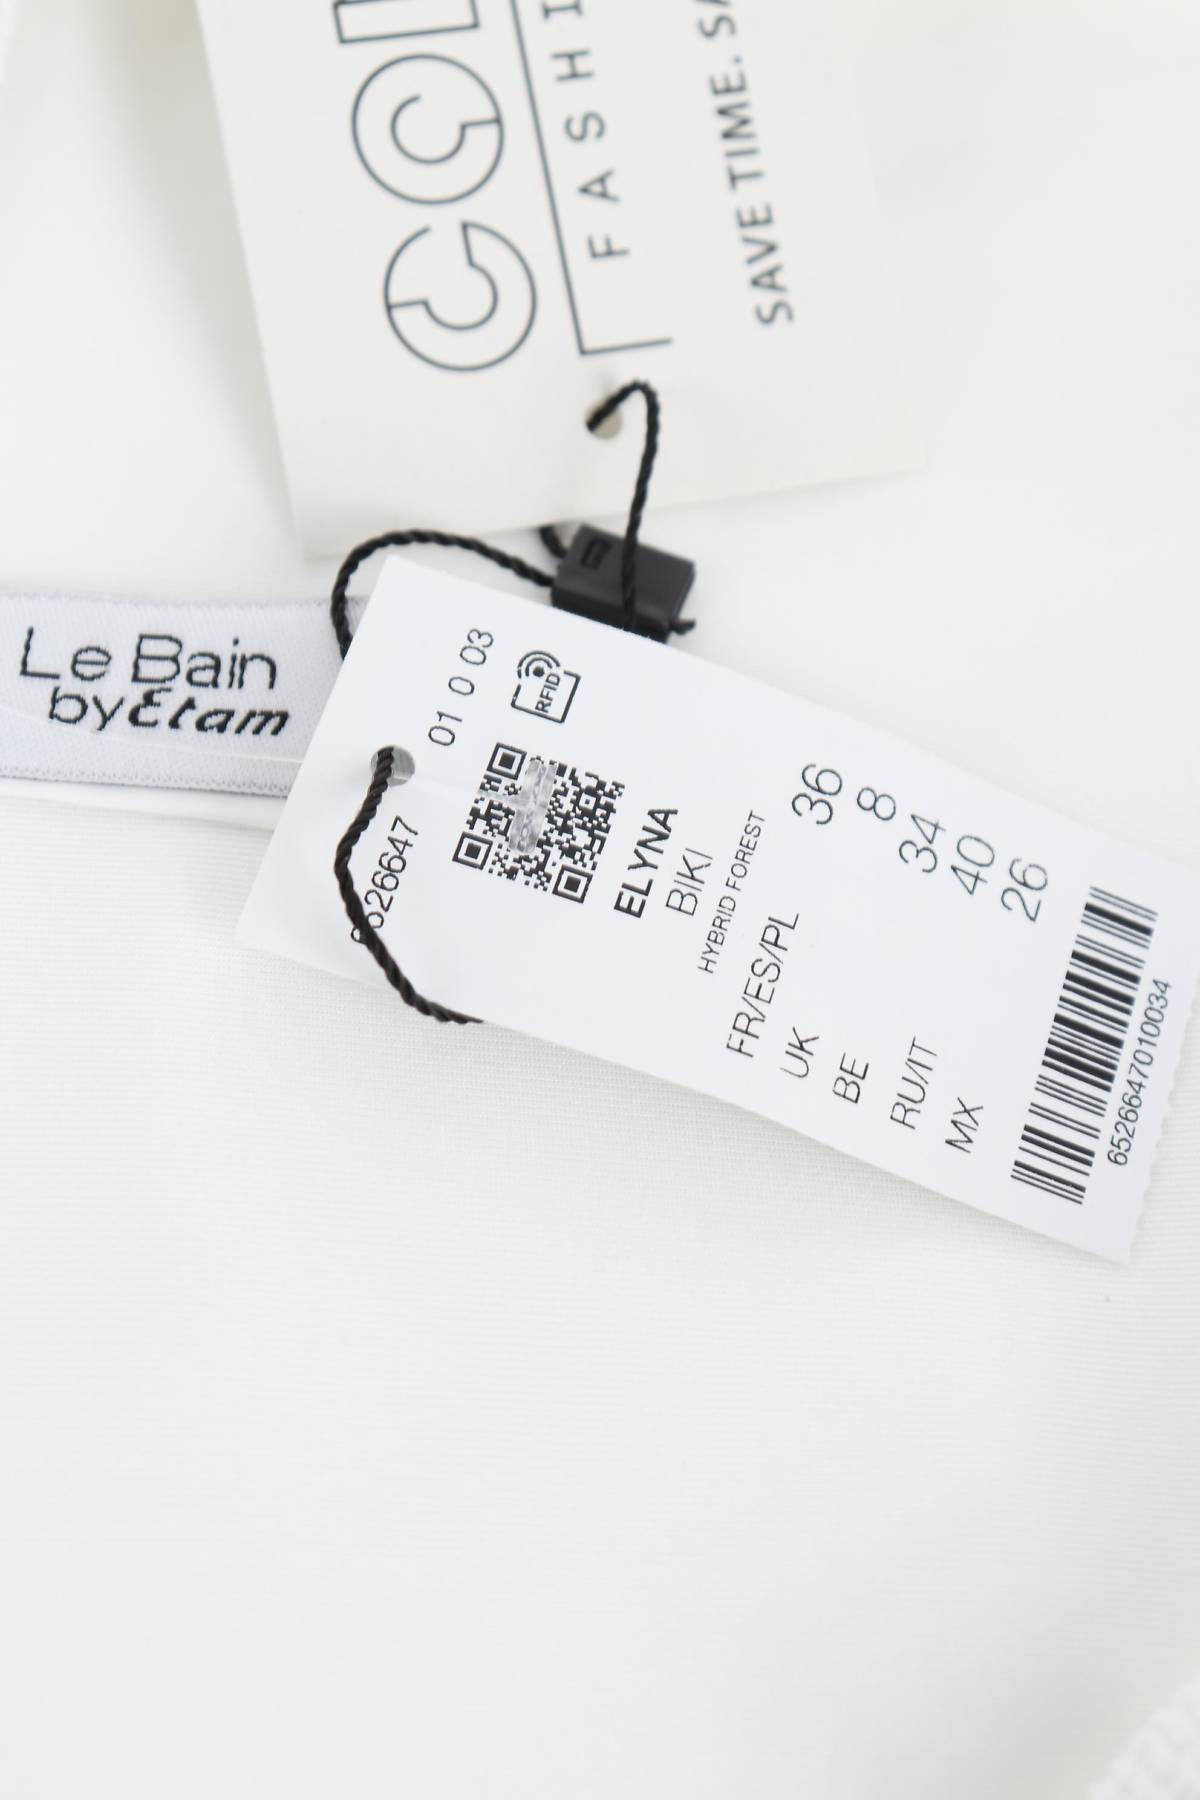 FASHI
SAVE TIME. SA
Le Bain
by Etam
01 0 03
RFID
ELYNA
BIKI
HYBRID FOREST
FR/ES/PL 36
UK 8
BE 34
RU/IT 40
MX 26
6526647010034